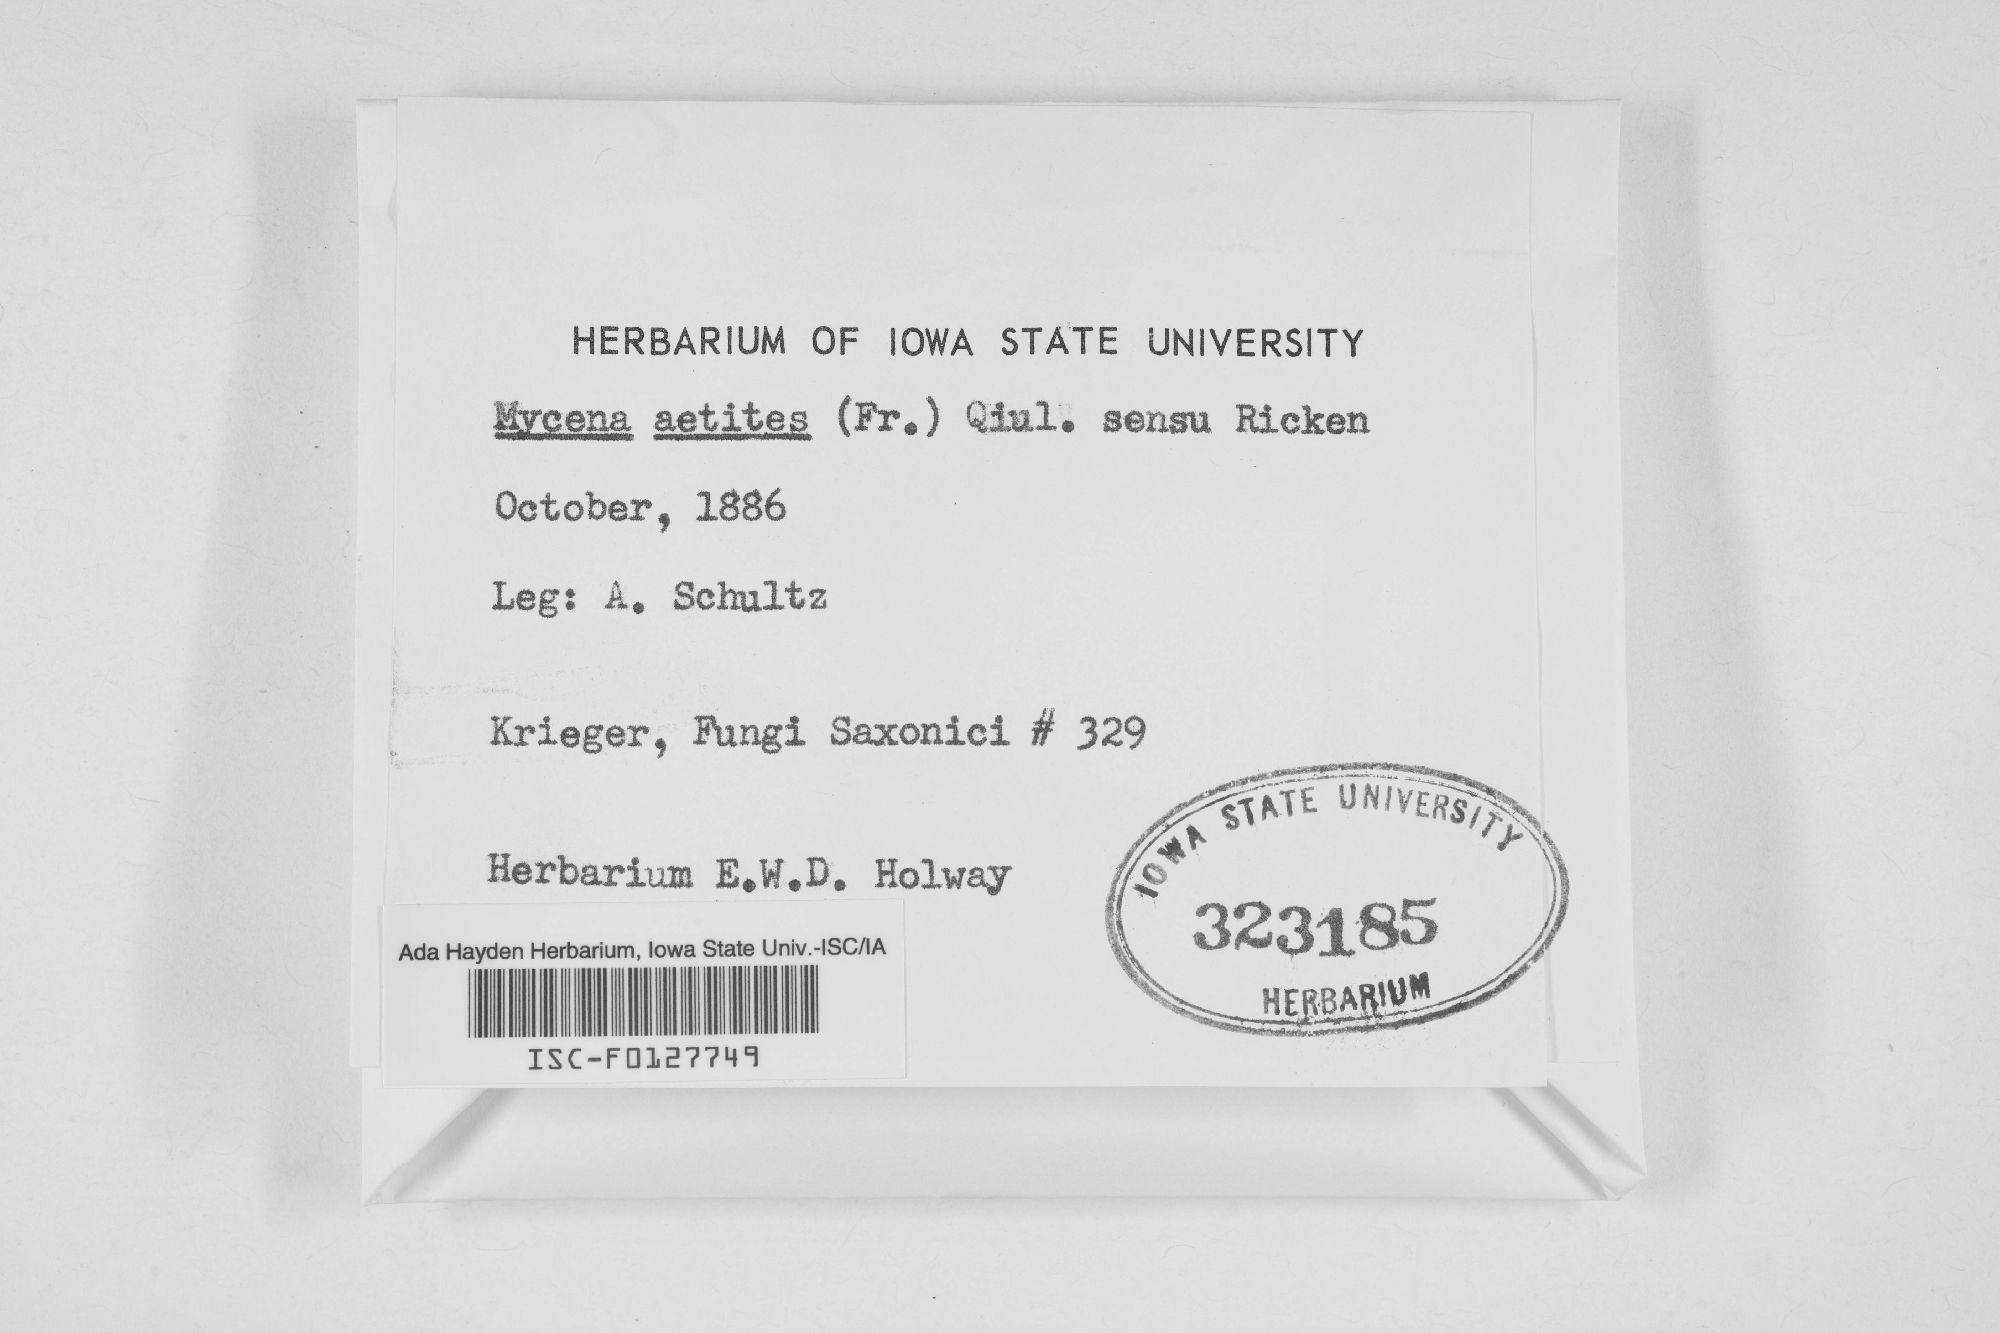 HERBARIUM OF IOWA STATE UNIVERSITY
Mycena aetites (Fr.) Qiul. sensu Ricken
October, 1886
Leg: A. Schultz
Krieger, Fungi Saxonici # 329
Herbarium E.W.D. Holway
IOWA STATE UNIVERSITY
323185
HERBARIUM
Ada Hayden Herbarium, Iowa State Univ.-ISC/IA
ISC-F0127749